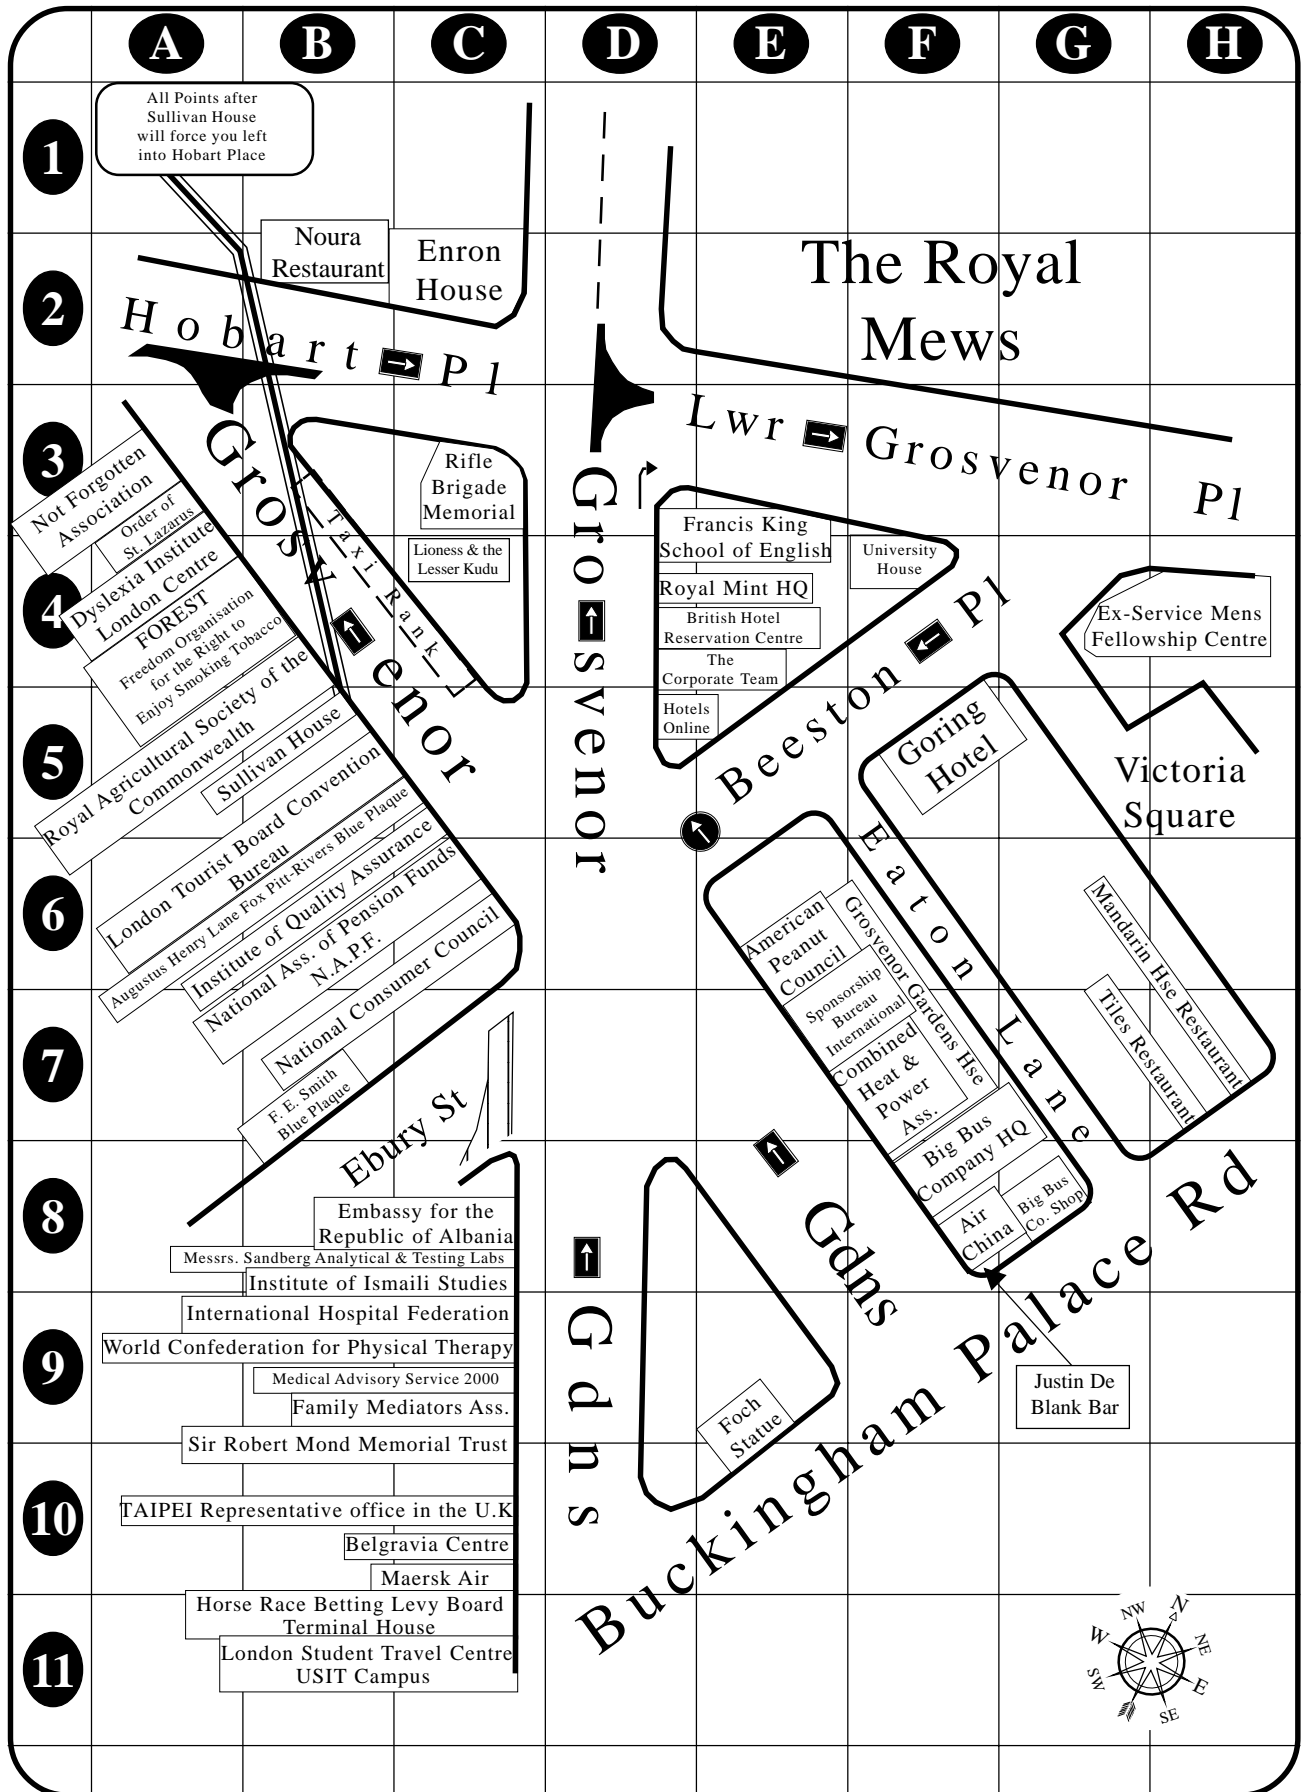 A B C D E F G H
1
2
3
4
5
6
7
8
9
10
11
All Points after
Sullivan House
will force you left
into Hobart Place
Noura
Restaurant
Enron
House
The Royal
Mews
Hobart Pl
Lwr Grosvenor Pl
Grosvenor
Taxi Rank
Rifle
Brigade
Memorial
Lioness & the
Lesser Kudu
Not Forgotten
Association
Order of
St. Lazarus
Dyslexia Institute
London Centre
FOREST
Freedom Organisation
for the Right to
Enjoy Smoking Tobacco
Royal Agricultural Society of the
Commonwealth
Sullivan House
London Tourist Board Convention
Bureau
Augustus Henry Lane Fox Pitt-Rivers Blue Plaque
Institute of Quality Assurance
National Ass. of Pension Funds
N.A.P.F.
National Consumer Council
F. E. Smith
Blue Plaque
Grosvenor
Francis King
School of English
University
House
Royal Mint HQ
British Hotel
Reservation Centre
The
Corporate Team
Hotels
Online
Beeston Pl
Ex-Service Mens
Fellowship Centre
Goring
Hotel
Victoria
Square
Eaton Lane
American
Peanut
Council
Grosvenor Gardens Hse
Sponsorship
Bureau
International
Combined
Heat &
Power
Ass.
Big Bus
Company HQ
Air
China
Big Bus
Co. Shop
Mandarin Hse Restaurant
Tiles Restaurant
Ebury St
Embassy for the
Republic of Albania
Messrs. Sandberg Analytical & Testing Labs
Institute of Ismaili Studies
International Hospital Federation
World Confederation for Physical Therapy
Medical Advisory Service 2000
Family Mediators Ass.
Sir Robert Mond Memorial Trust
TAIPEI Representative office in the U.K
Belgravia Centre
Maersk Air
Horse Race Betting Levy Board
Terminal House
London Student Travel Centre
USIT Campus
Gdns
Gdns
Foch
Statue
Buckingham Palace Rd
Justin De
Blank Bar
N
NE
E
SE
SW
W
NW